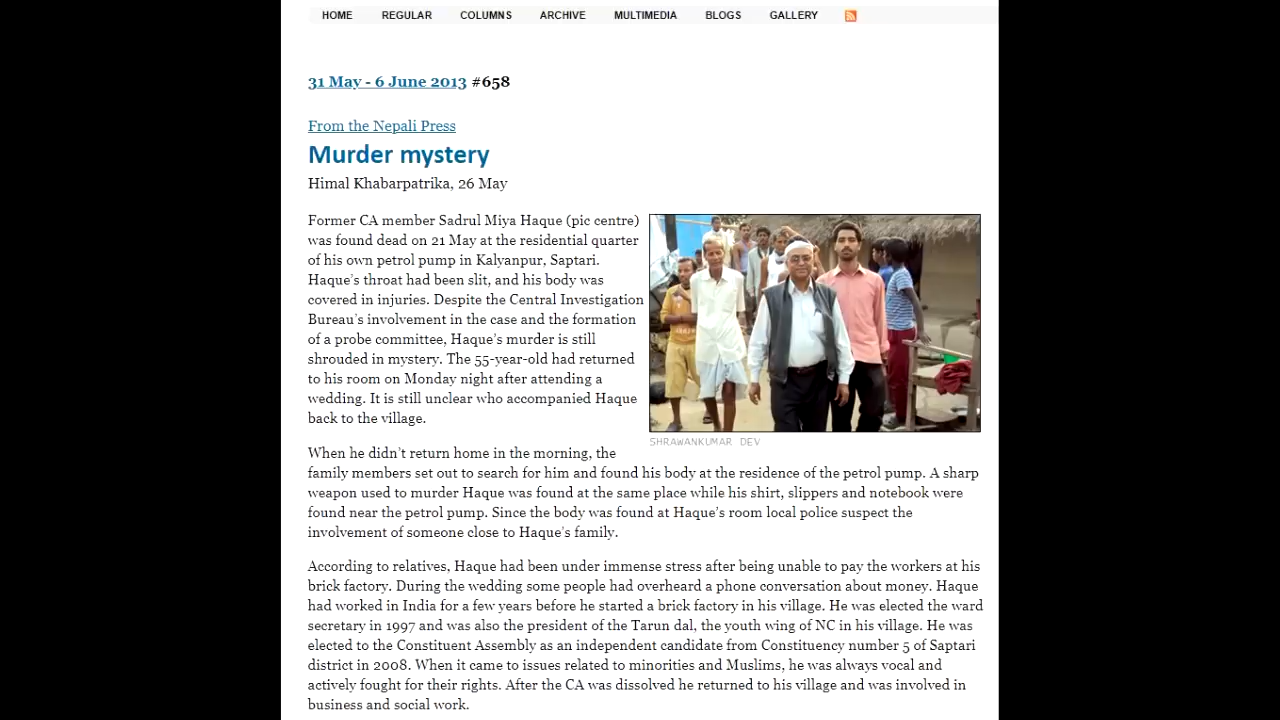 HOME REGULAR COLUMNS ARCHIVE MULTIMEDIA BLOGS GALLERY
31 May - 6 June 2013 #658
From the Nepali Press
Murder mystery
Himal Khabarpatrika, 26 May
Former CA member Sadrul Miya Haque (pic centre)
was found dead on 21 May at the residential quarter
of his own petrol pump in Kalyanpur, Saptari.
Haque's throat had been slit, and his body was
covered in injuries. Despite the Central Investigation
Bureau's involvement in the case and the formation
of a probe committee, Haque's murder is still
shrouded in mystery. The 55-year-old had returned
to his room on Monday night after attending a
wedding. It is still unclear who accompanied Haque
back to the village.
SHRAWANKUMAR DEV
When he didn't return home in the morning, the
family members set out to search for him and found his body at the residence of the petrol pump. A sharp
weapon used to murder Haque was found at the same place while his shirt, slippers and notebook were
found near the petrol pump. Since the body was found at Haque's room local police suspect the
involvement of someone close to Haque's family.
According to relatives, Haque had been under immense stress after being unable to pay the workers at his
brick factory. During the wedding some people had overheard a phone conversation about money. Haque
had worked in India for a few years before he started a brick factory in his village. He was elected the ward
secretary in 1997 and was also the president of the Tarun dal, the youth wing of NC in his village. He was
elected to the Constituent Assembly as an independent candidate from Constituency number 5 of Saptari
district in 2008. When it came to issues related to minorities and Muslims, he was always vocal and
actively fought for their rights. After the CA was dissolved he returned to his village and was involved in
business and social work.